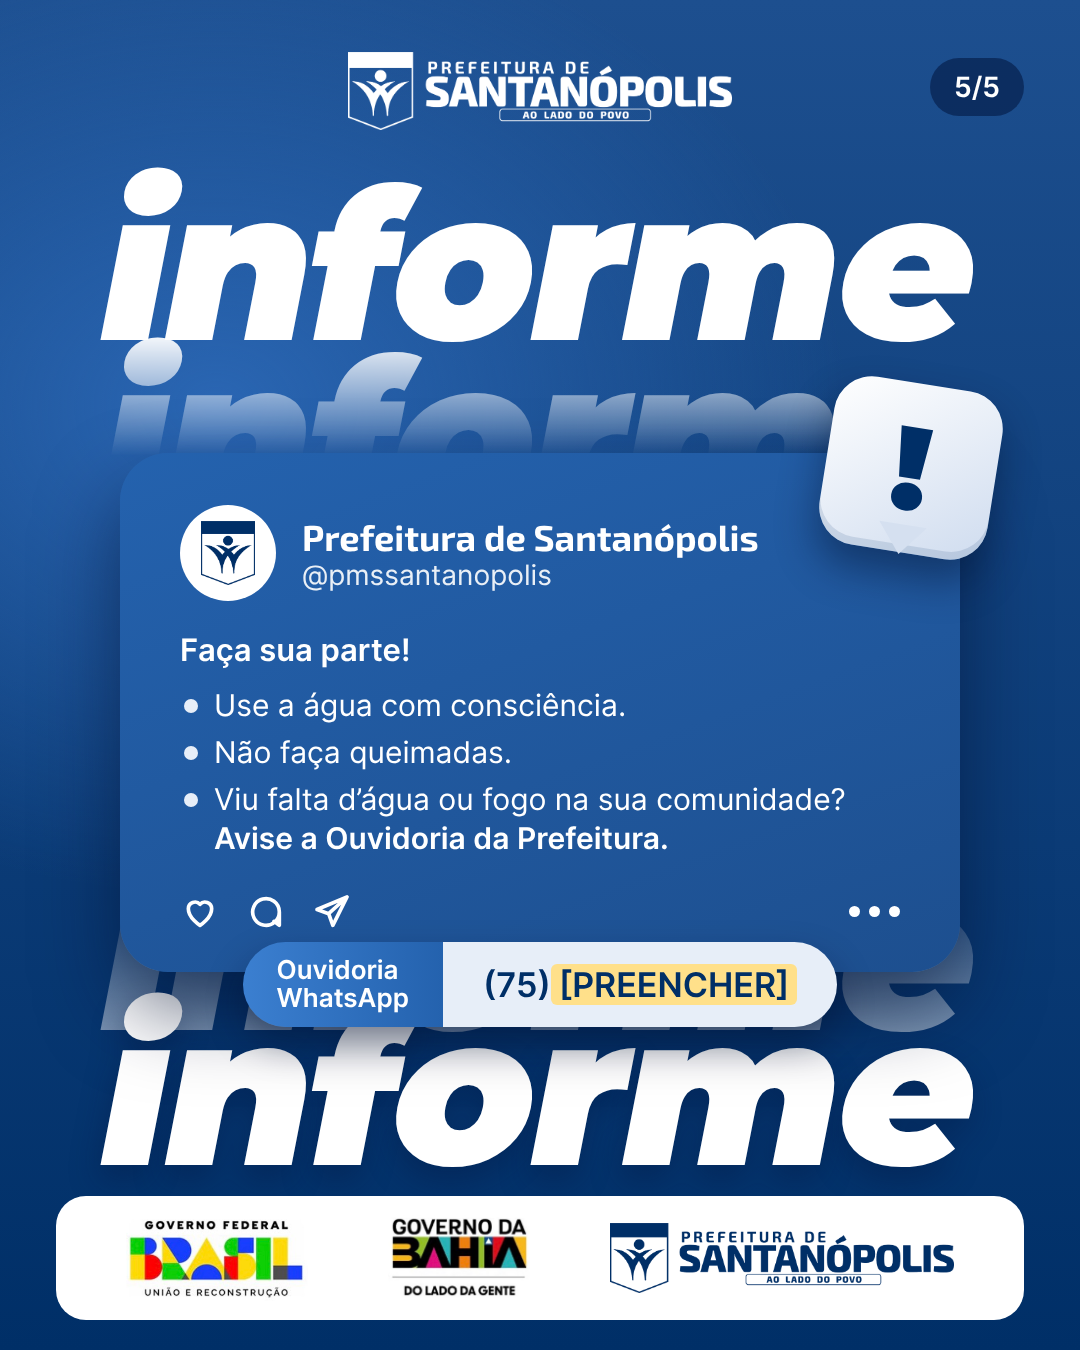 PREFEITURA DE
SANTANÓPOLIS
AO LADO DO POVO
5/5
informe
inform
!
Prefeitura de Santanópolis
@pmssantanopolis
Faça sua parte!
Use a água com consciência.
Não faça queimadas.
Viu falta d’água ou fogo na sua comunidade?
Avise a Ouvidoria da Prefeitura.
Ouvidoria
WhatsApp
(75) [PREENCHER]
informe
GOVERNO FEDERAL
BRASIL
UNIÃO E RECONSTRUÇÃO
GOVERNO DA
BAHIA
DO LADO DA GENTE
PREFEITURA DE
SANTANÓPOLIS
AO LADO DO POVO